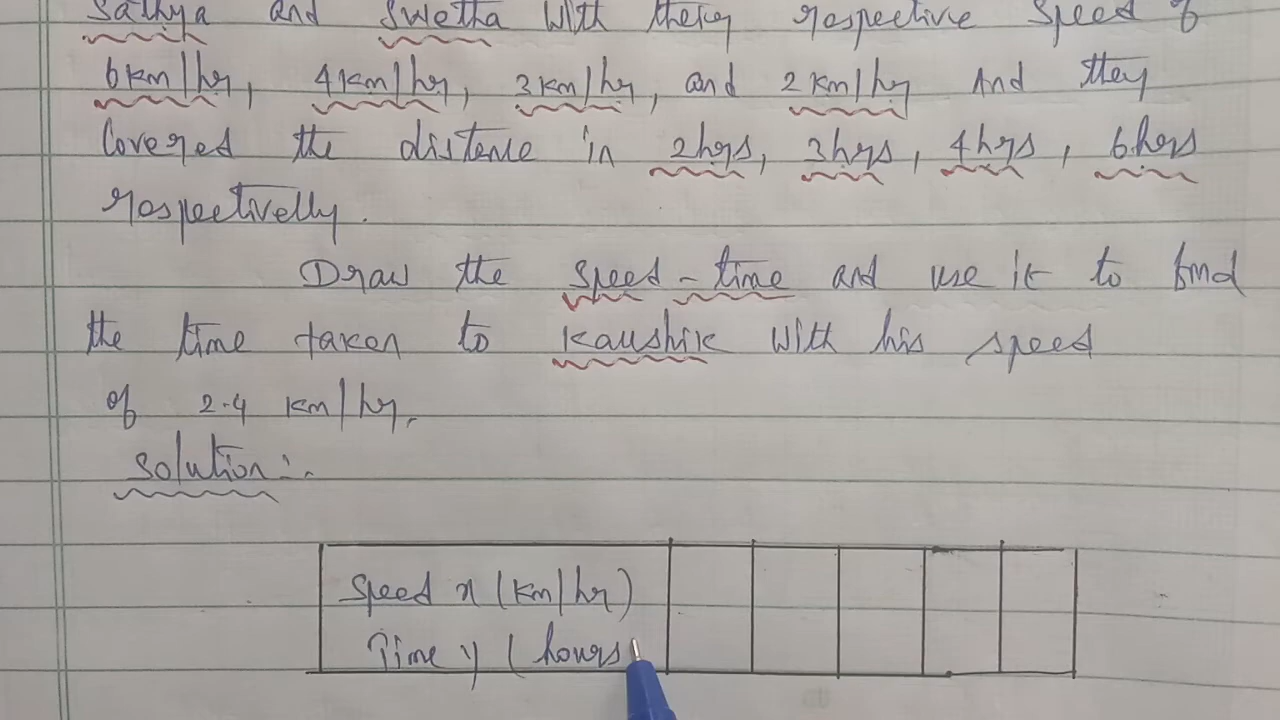 Sathya and Swetha with their respective speed of
6km/hr, 4km/hr, 3km/hr, and 2km/hr And they
Covered the distence in 2hrs, 3hrs, 4hrs, 6hrs
respectivelly.
Draw the speed-time and use it to find
the time taken to Kaushik with his speed
of 2.4 km/hr.
Solution:-
Speed x (km/hr)
Time y (hours